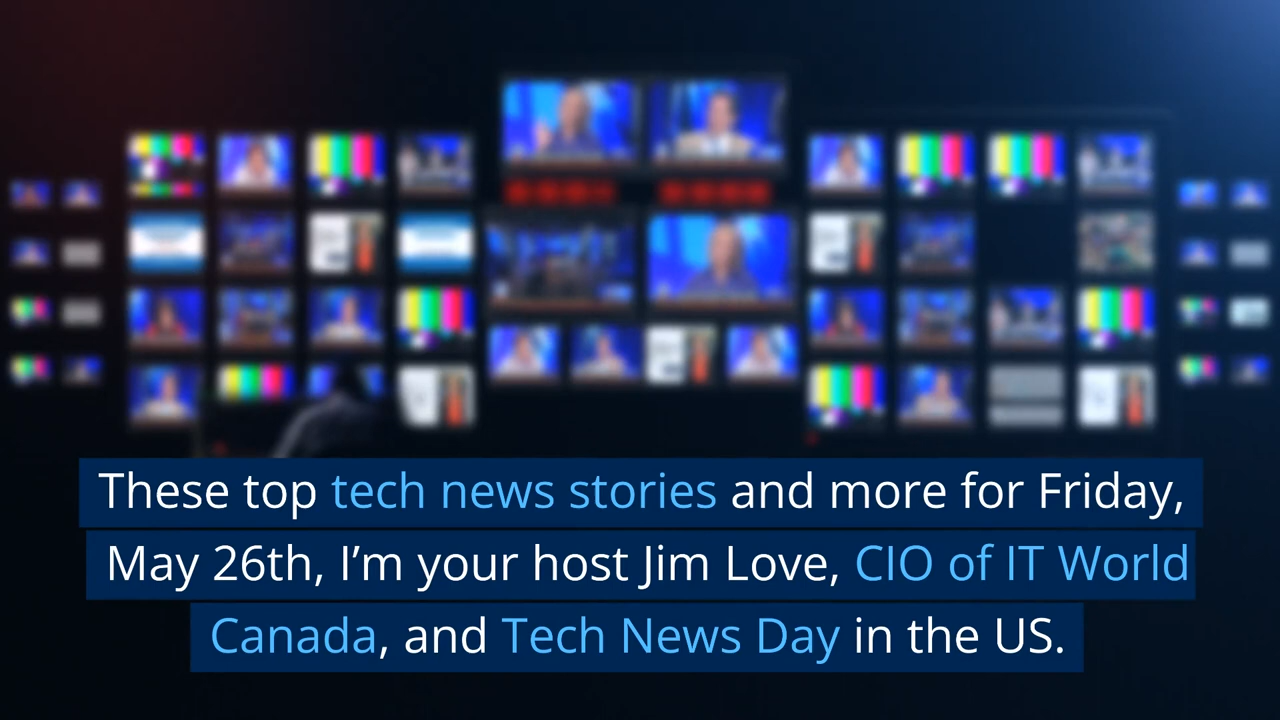 These top tech news stories and more for Friday,
May 26th, I’m your host Jim Love, CIO of IT World
Canada, and Tech News Day in the US.